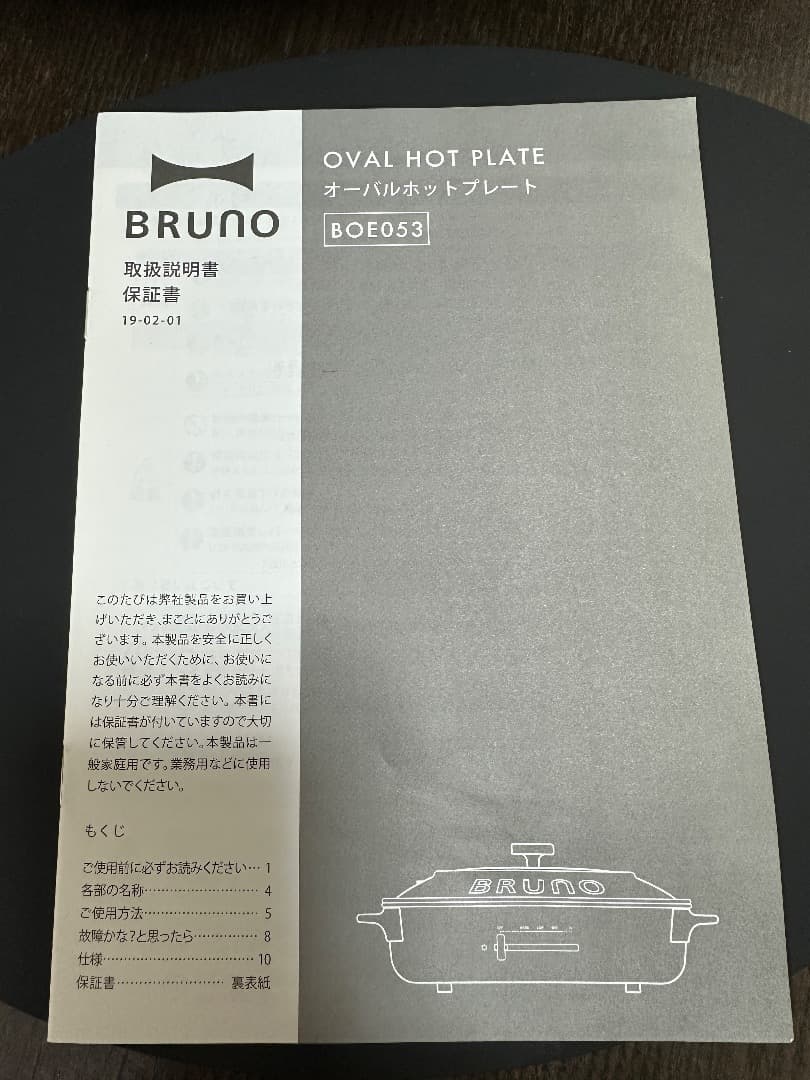 BRUNO
取扱説明書
保証書
19-02-01
OVAL HOT PLATE
オーバルホットプレート
BOE053
このたびは弊社製品をお買い上
げいただき、まことにありがとうご
ざいます。本製品を安全に正しく
お使いいただくために、お使いに
なる前に必ず本書をよくお読みに
なり十分ご理解ください。本書に
は保証書が付いていますので大切
に保管してください。本製品は一
般家庭用です。業務用などに使用
しないでください。
もくじ
ご使用前に必ずお読みください… 1
各部の名称………………………… 4
ご使用方法………………………… 5
故障かな?と思ったら…………… 8
仕様………………………………… 10
保証書……………………… 裏表紙
BRUNO